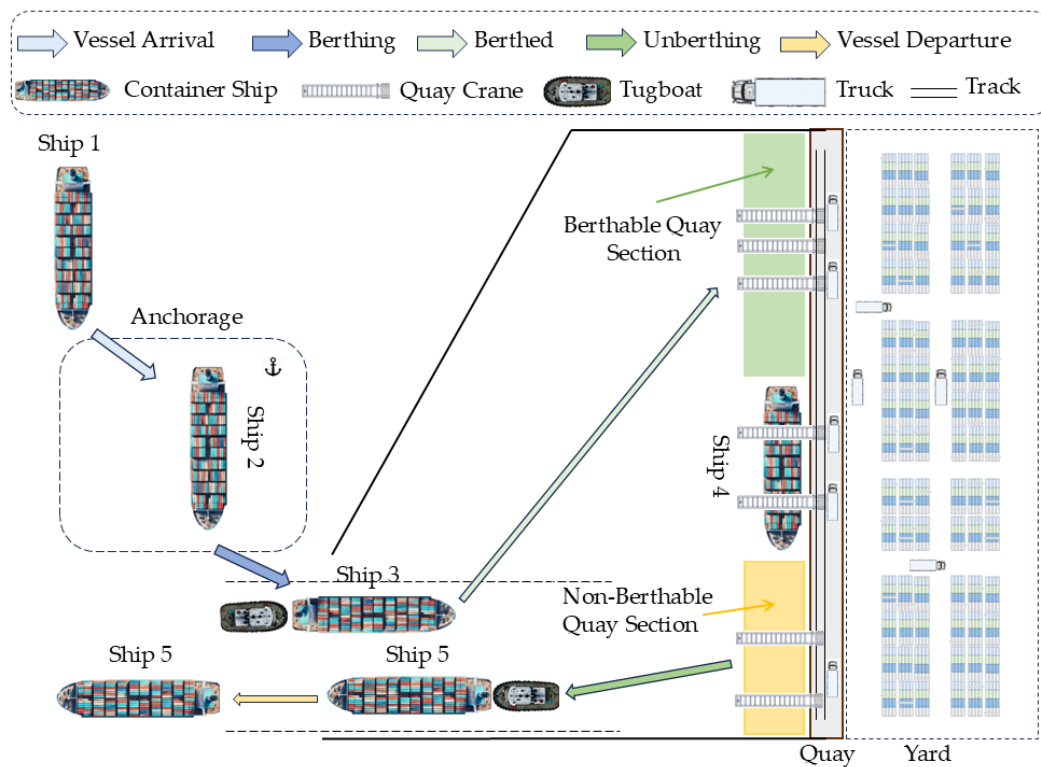 Vessel Arrival
Berthing
Berthed
Unberthing
Vessel Departure
Container Ship
Quay Crane
Tugboat
Truck
Track
Ship 1
Berthable Quay
Section
Anchorage
Ship 2
Ship 4
Ship 3
Non-Berthable
Quay Section
Ship 5
Ship 5
Quay
Yard